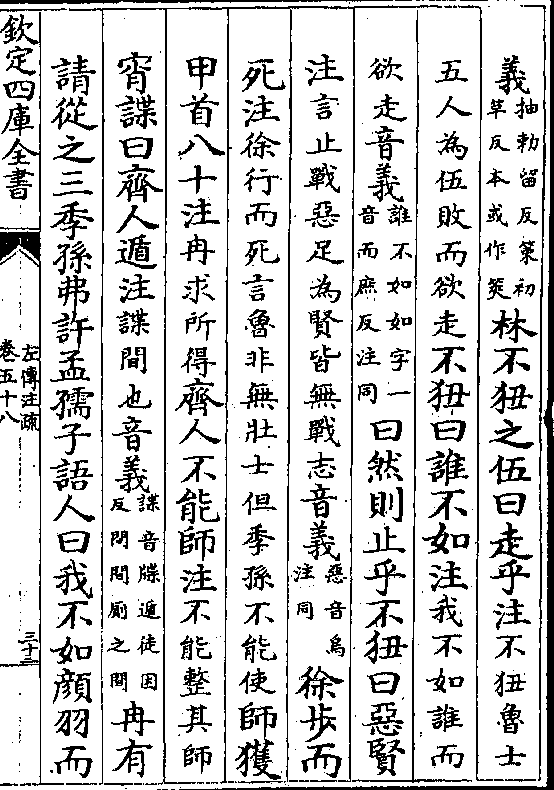 義抽勑留反筴初草反本或作筴林不狃之伍曰走乎注不狃魯士
五人為伍敗而欲走不狃曰誰不如注我不如誰而
欲走音義誰不如如字一音而庶反注同曰然則止乎不狃曰惡賢
注言止戰惡足為賢皆無戰志音義惡音烏注同徐步而
死注徐行而死言魯非無壯士但季孫不能使師獲
甲首八十注冉求所得齊人不能師注不能整其師
宵諜曰齊人遁注諜間也音義諜音牒遁徒困反間間厠之間冉有
請從之三季孫弗許孟孺子語人曰我不如顔羽而
欽定四庫全書
左傳注疏
卷五十八
三十三